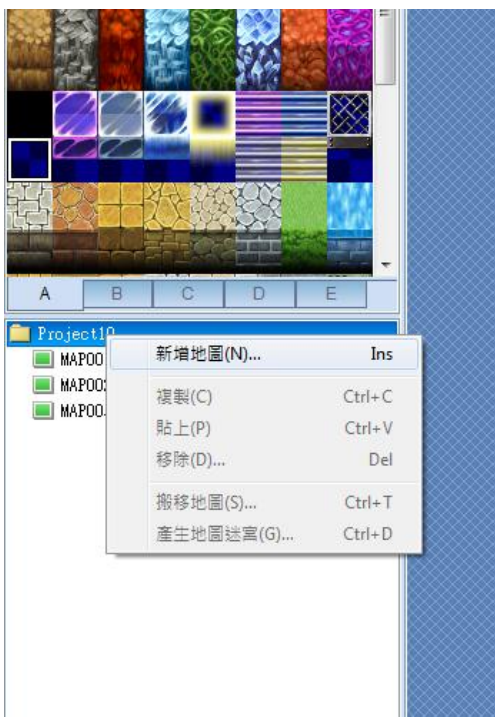 A B C D E
Project10
MAP00
MAP00
MAP00
新增地圖(N)... Ins
複製(C) Ctrl+C
貼上(P) Ctrl+V
移除(D)... Del
搬移地圖(S)... Ctrl+T
產生地圖迷宮(G)... Ctrl+D